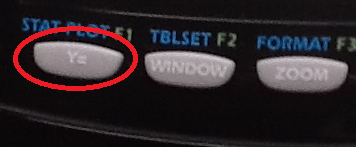 STAT PLOT F1 TBLSET F2 FORMAT F3
Y= WINDOW ZOOM